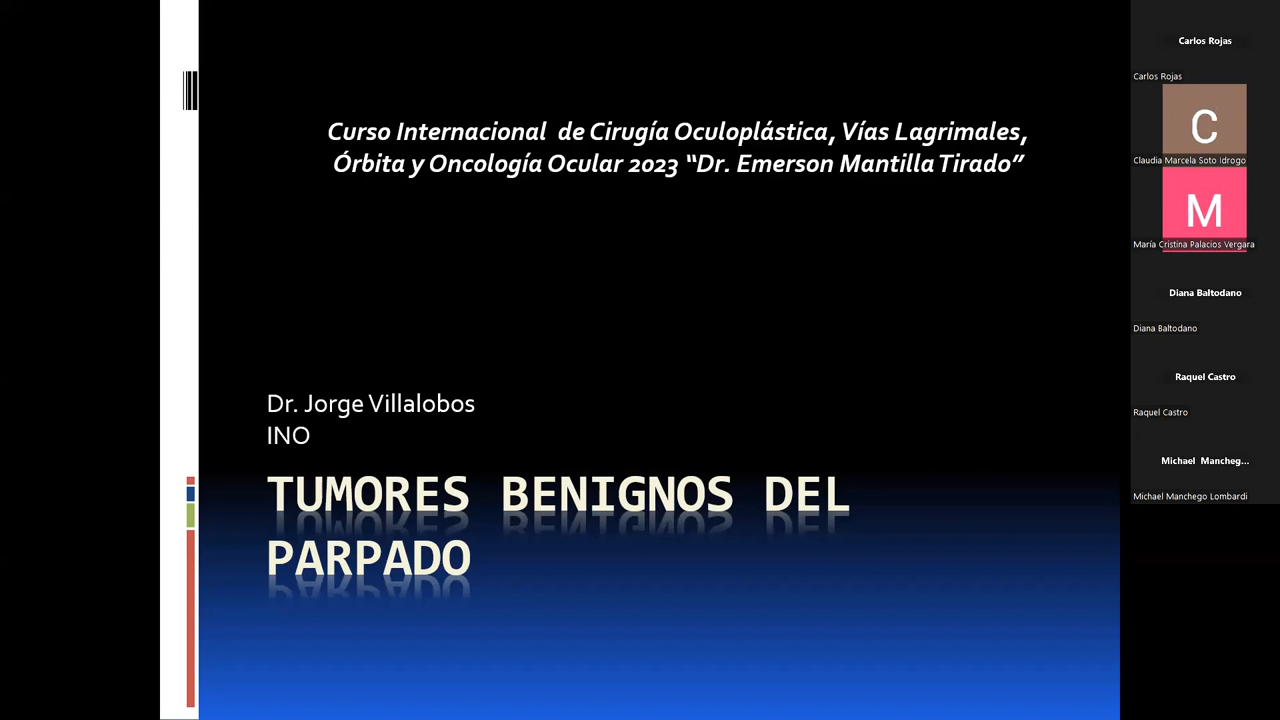 Curso Internacional de Cirugía Oculoplástica, Vías Lagrimales,
Órbita y Oncología Ocular 2023 “Dr. Emerson Mantilla Tirado”
Dr. Jorge Villalobos
INO
TUMORES BENIGNOS DEL
PARPADO
Carlos Rojas
Carlos Rojas
C
Claudia Marcela Soto Idrogo
M
María Cristina Palacios Vergara
Diana Baltodano
Diana Baltodano
Raquel Castro
Raquel Castro
Michael Mancheg...
Michael Manchego Lombardi